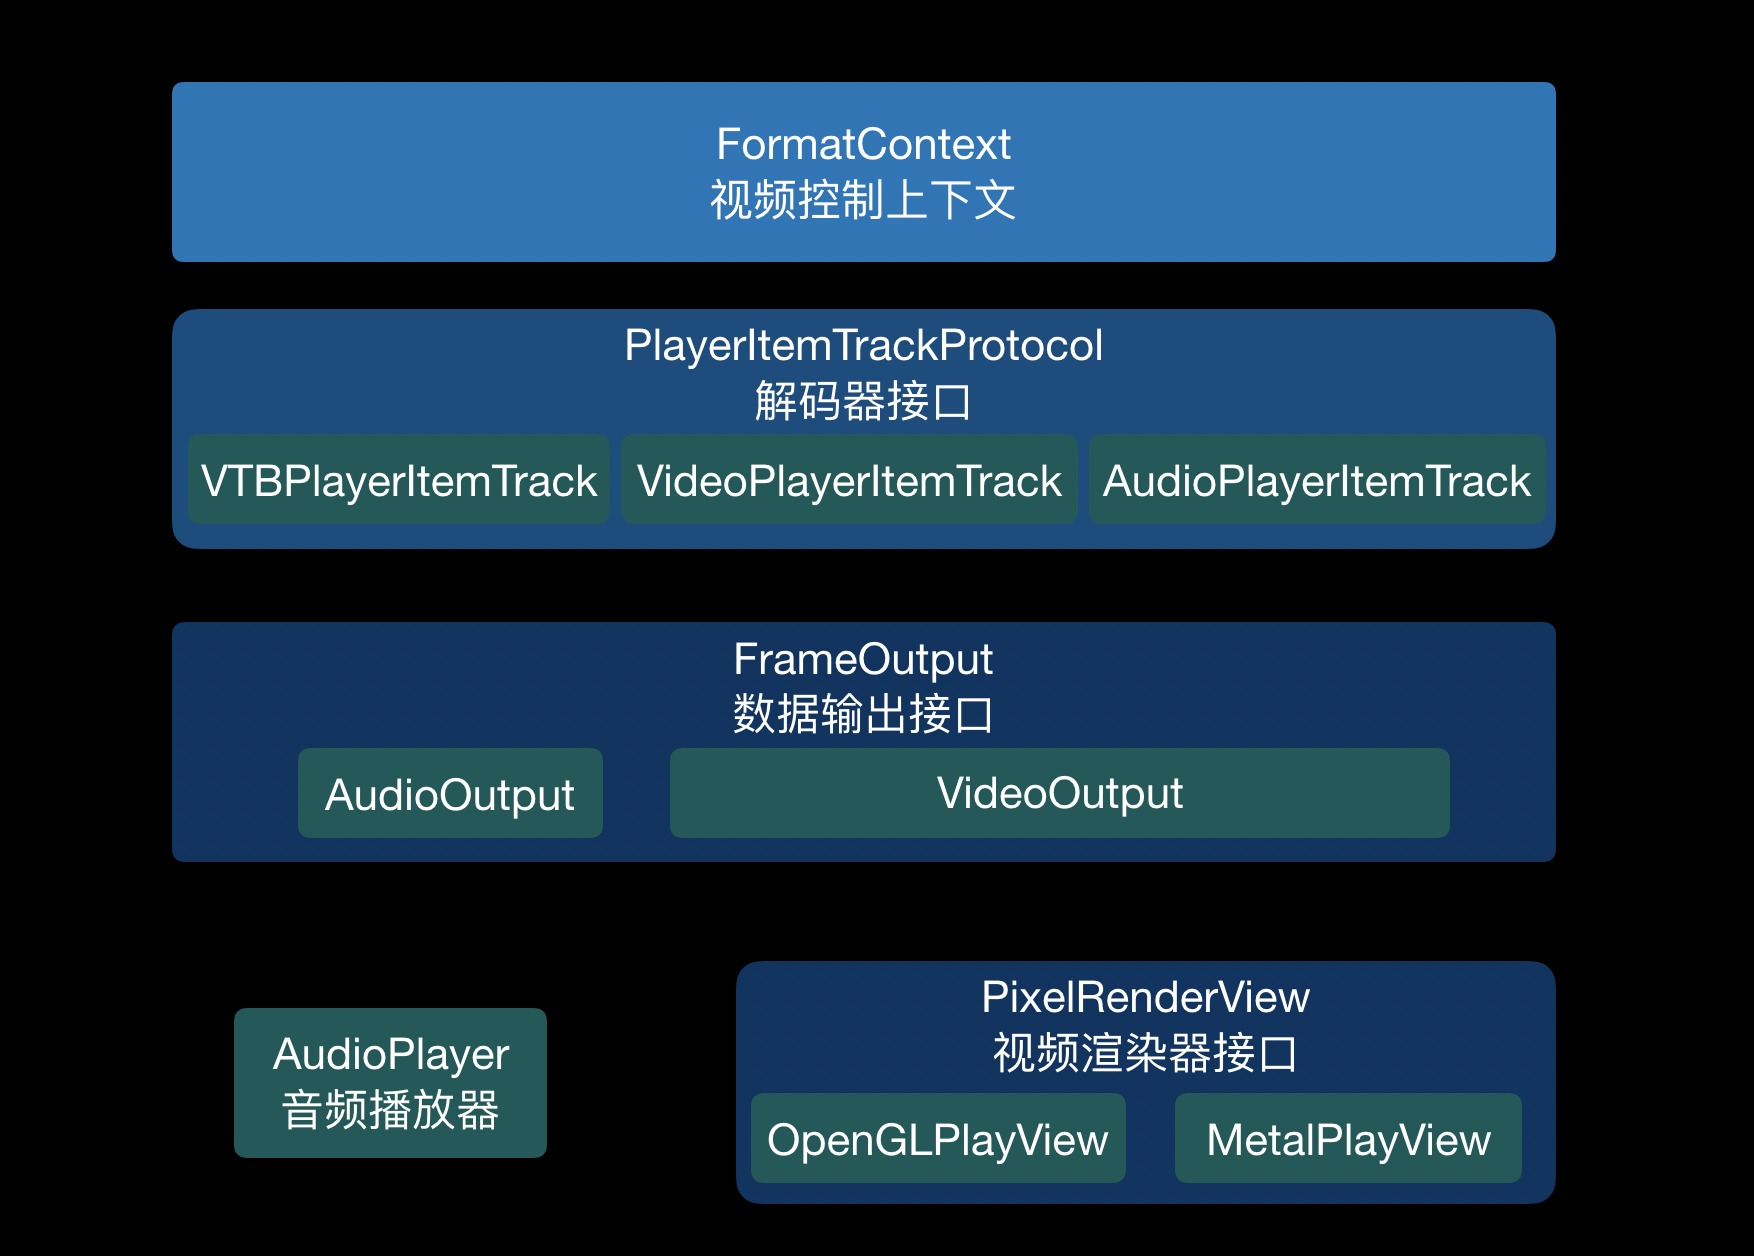 FormatContext
视频控制上下文
PlayerItemTrackProtocol
解码器接口
VTBPlayerItemTrack
VideoPlayerItemTrack
AudioPlayerItemTrack
FrameOutput
数据输出接口
AudioOutput
VideoOutput
AudioPlayer
音频播放器
PixelRenderView
视频渲染器接口
OpenGLPlayView
MetalPlayView